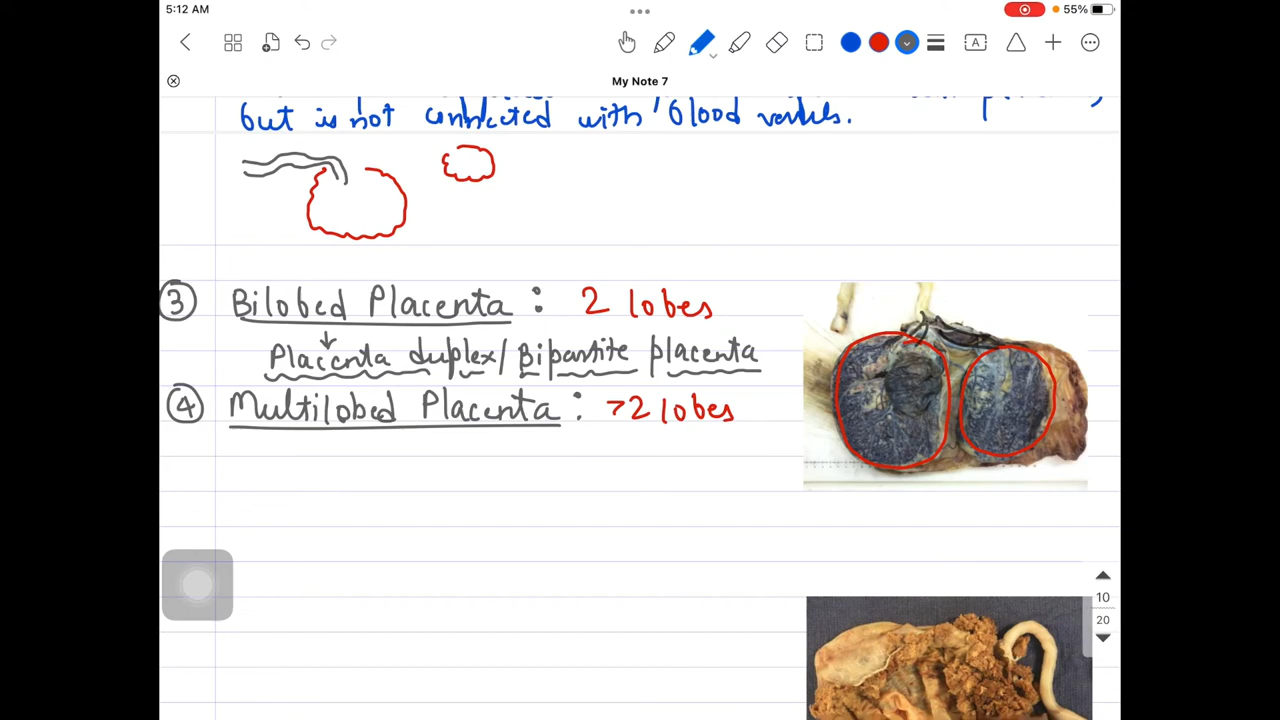 5:12 AM
55%
My Note 7
but is not connected with blood vessels.
③ Bilobed Placenta : 2 lobes
Placenta duplex/ Bipartite placenta
④ Multilobed Placenta : >2 lobes
10
20